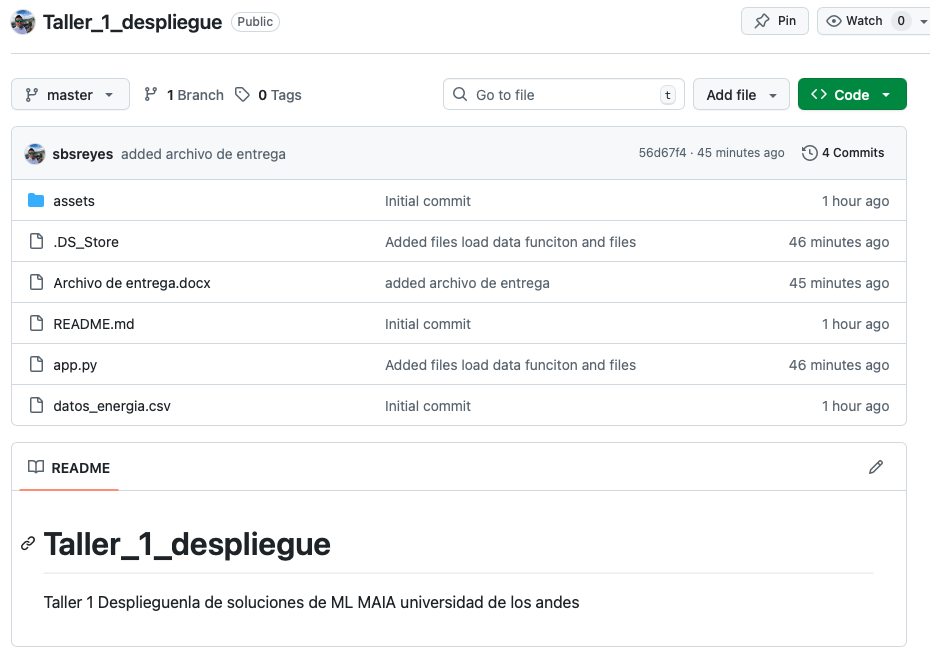 Taller_1_despliegue Public Pin Watch 0
master 1 Branch 0 Tags Go to file t Add file Code
sbsreyes added archivo de entrega 56d67f4 · 45 minutes ago 4 Commits
assets Initial commit 1 hour ago
.DS_Store Added files load data funciton and files 46 minutes ago
Archivo de entrega.docx added archivo de entrega 45 minutes ago
README.md Initial commit 1 hour ago
app.py Added files load data funciton and files 46 minutes ago
datos_energia.csv Initial commit 1 hour ago
README
Taller_1_despliegue
Taller 1 Desplieguenla de soluciones de ML MAIA universidad de los andes